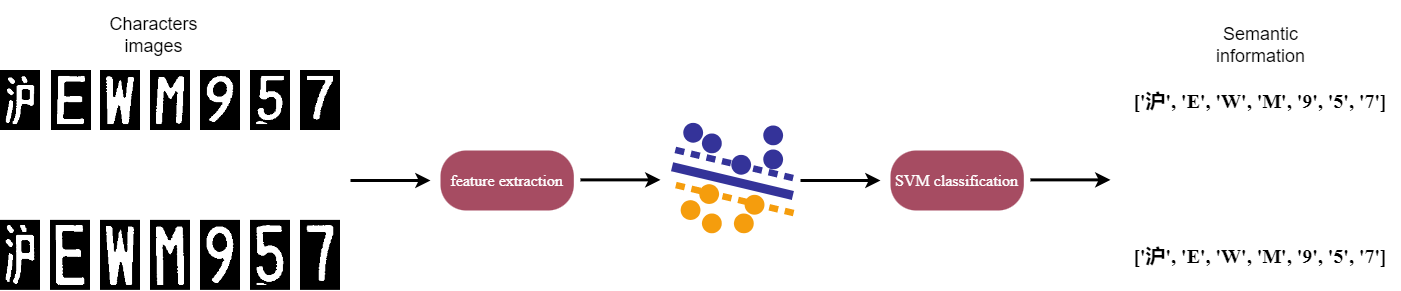 Characters
images
沪 E W M 9 5 7
feature extraction
SVM classification
Semantic
information
['沪', 'E', 'W', 'M', '9', '5', '7']
沪 E W M 9 5 7
['沪', 'E', 'W', 'M', '9', '5', '7']